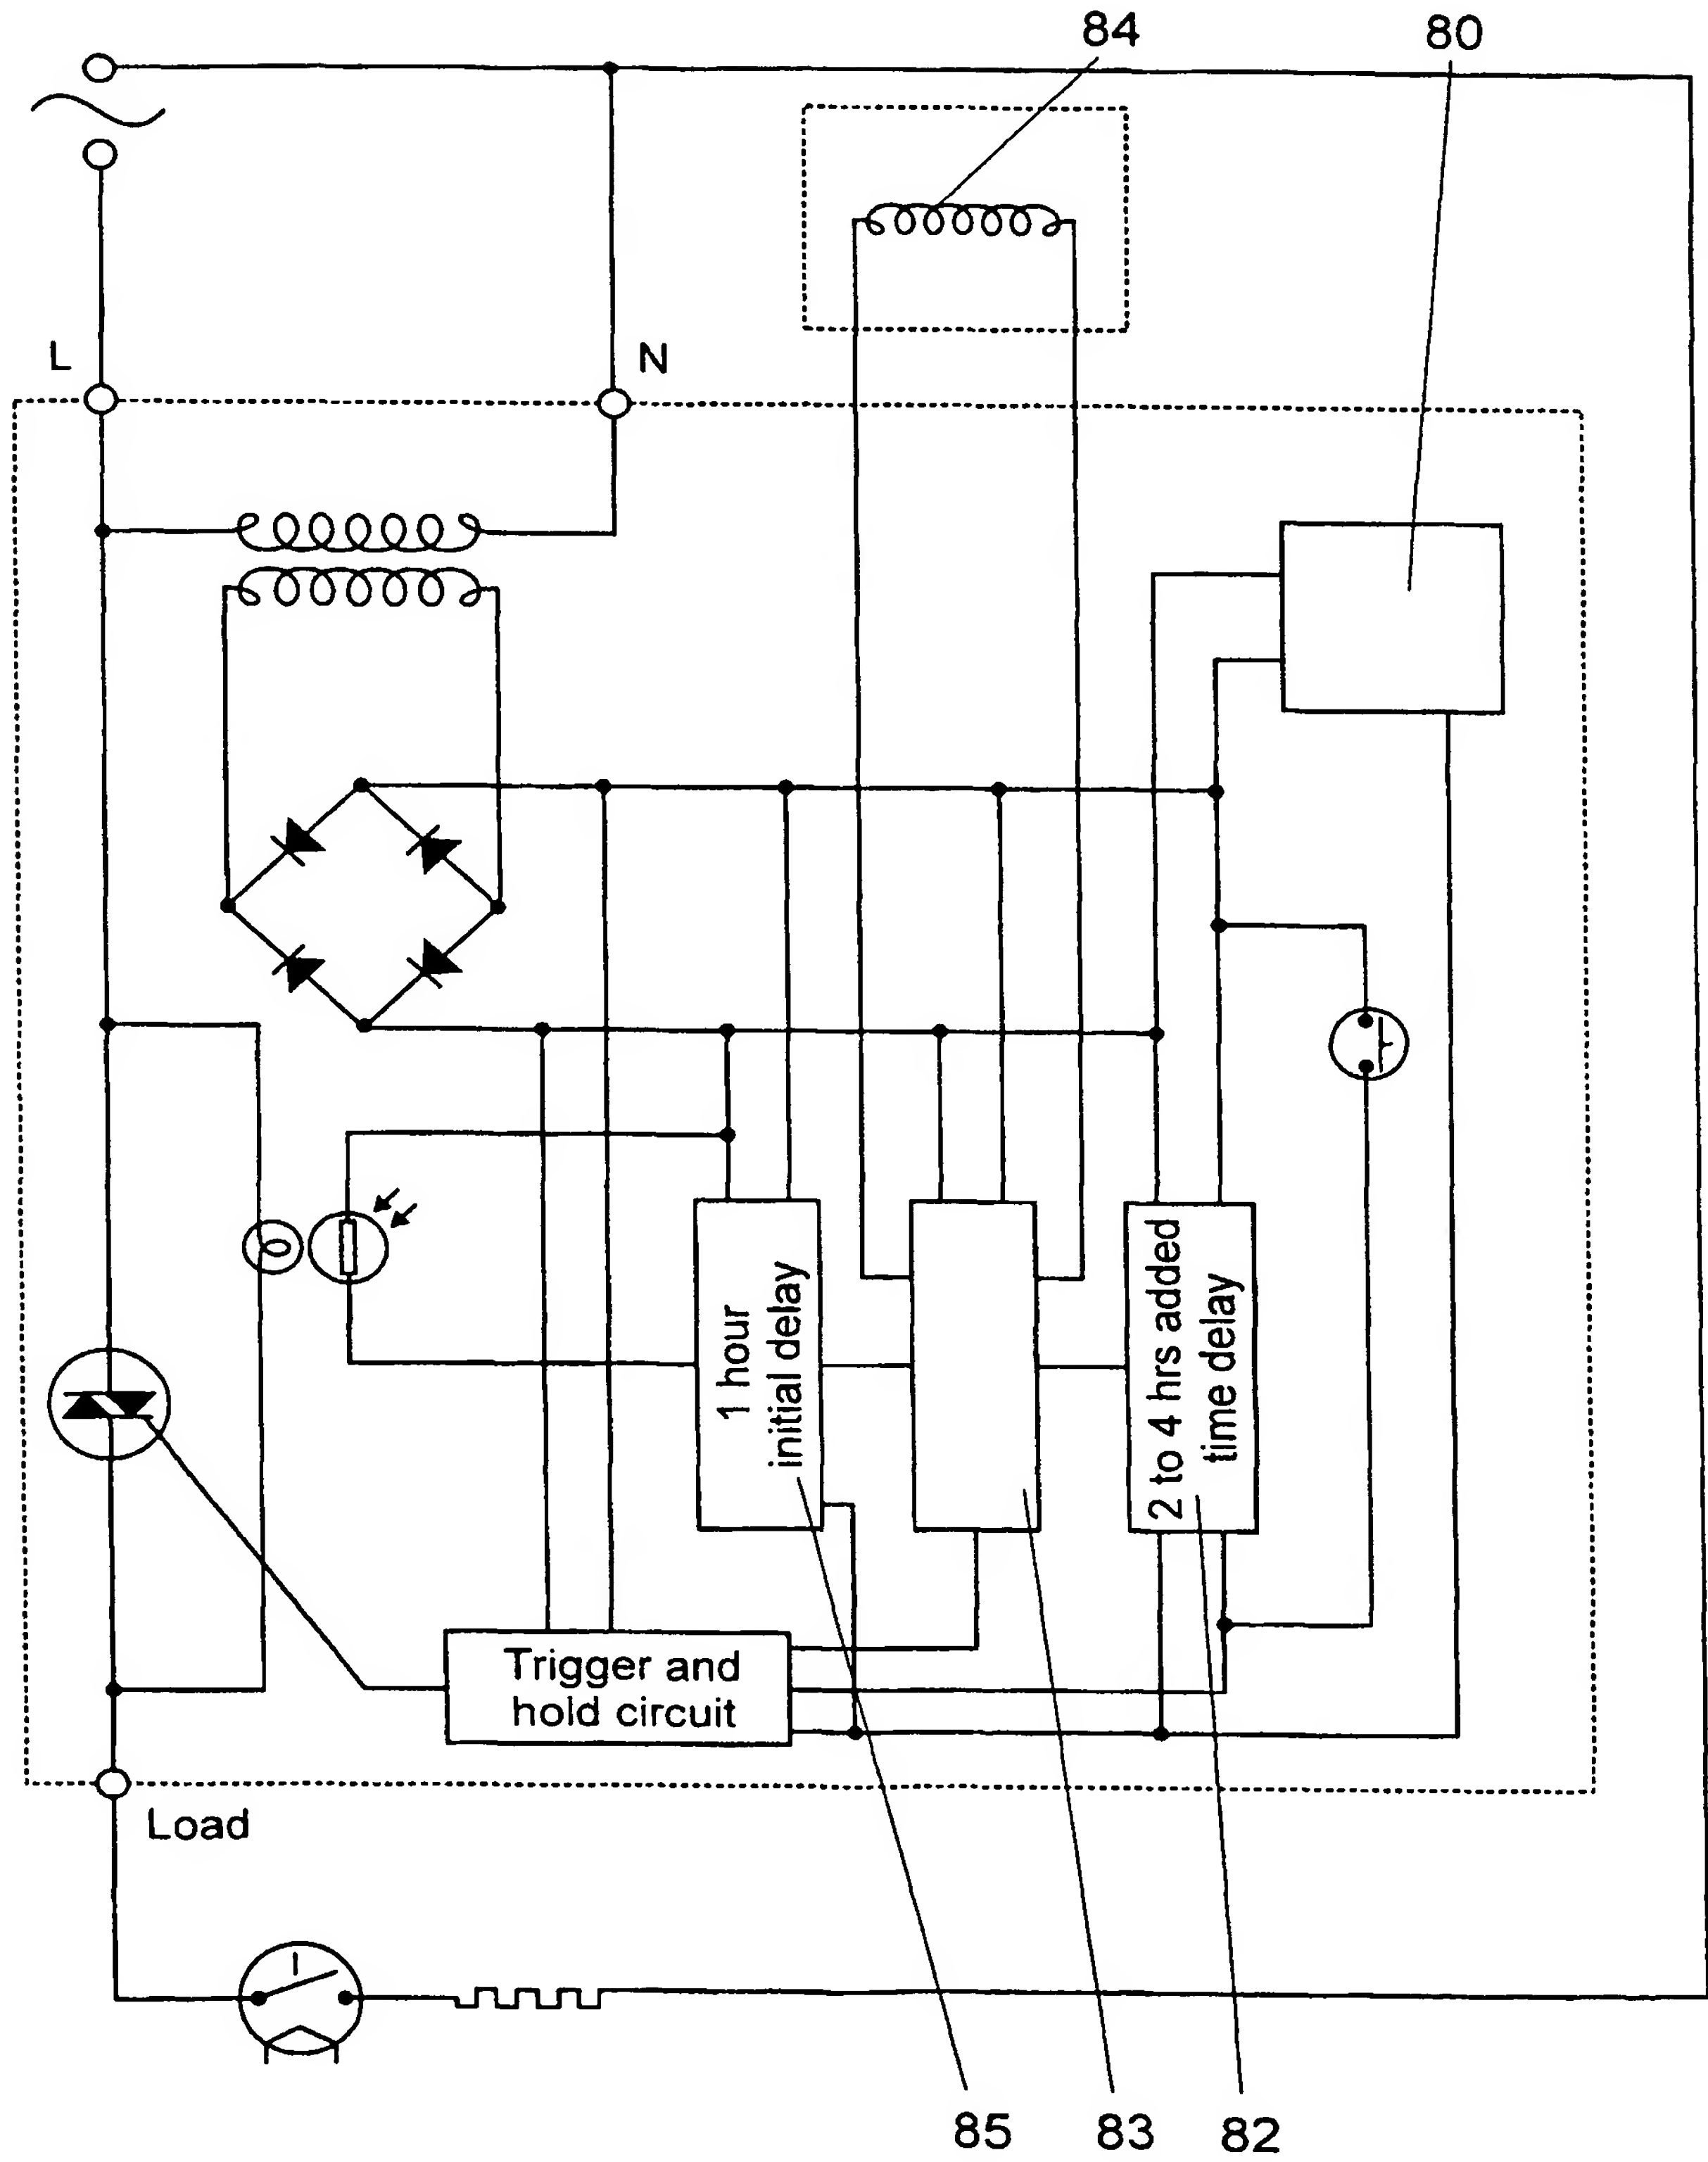 84
80
L
N
1 hour
initial delay
2 to 4 hrs added
time delay
Trigger and
hold circuit
Load
85
83
82